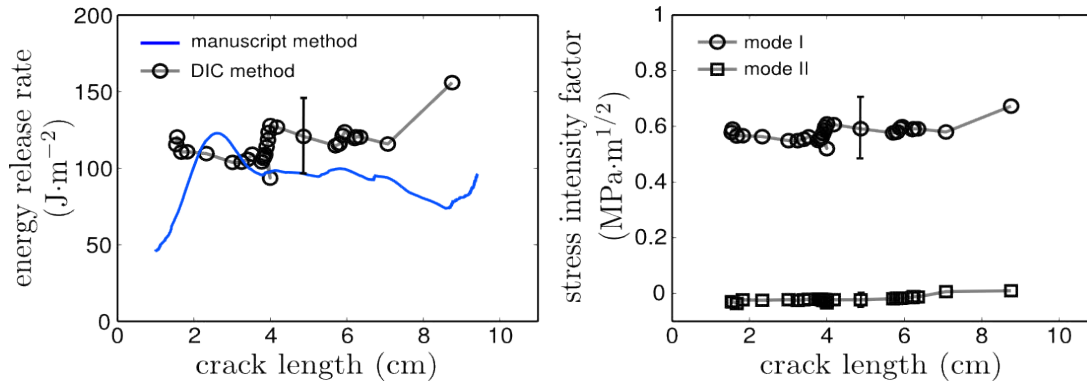 200
150
100
50
0
energy release rate
(J·m−2)
manuscript method
DIC method
0 2 4 6 8 10
crack length (cm)
1
0.8
0.6
0.4
0.2
0
stress intensity factor
(MPa·m1/2)
mode I
mode II
0 2 4 6 8 10
crack length (cm)